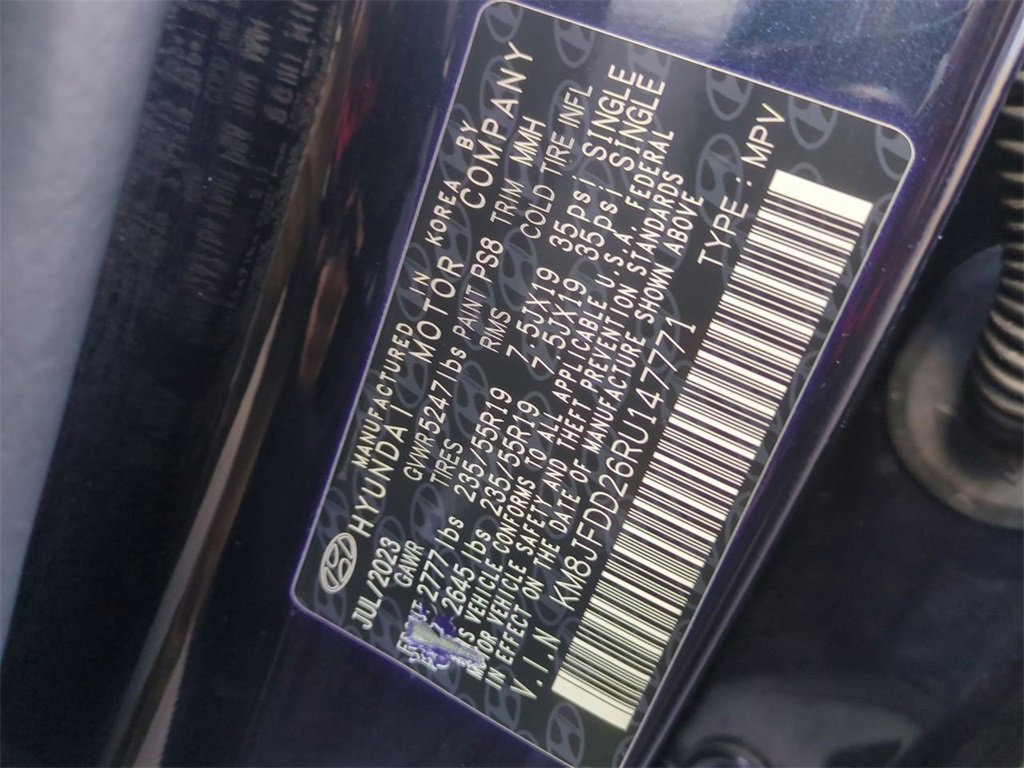 MANUFACTURED IN KOREA BY
HYUNDAI MOTOR COMPANY
JUL/2023 GVWR 5247 lbs PAINT PS8 TRIM MMH
GAWR TIRES RMS COLD TIRE INFL
2777 lbs 235/55R19 7.5JX19 35psi SINGLE
2645 lbs 235/55R19 7.5JX19 35psi SINGLE
VEHICLE CONFORMS TO ALL APPLICABLE U.S.A. FEDERAL
VEHICLE SAFETY AND THEFT PREVENTION STANDARDS
IN EFFECT ON THE DATE OF MANUFACTURE SHOWN ABOVE
V.I.N KM8JFDD26RU147771 TYPE: MPV